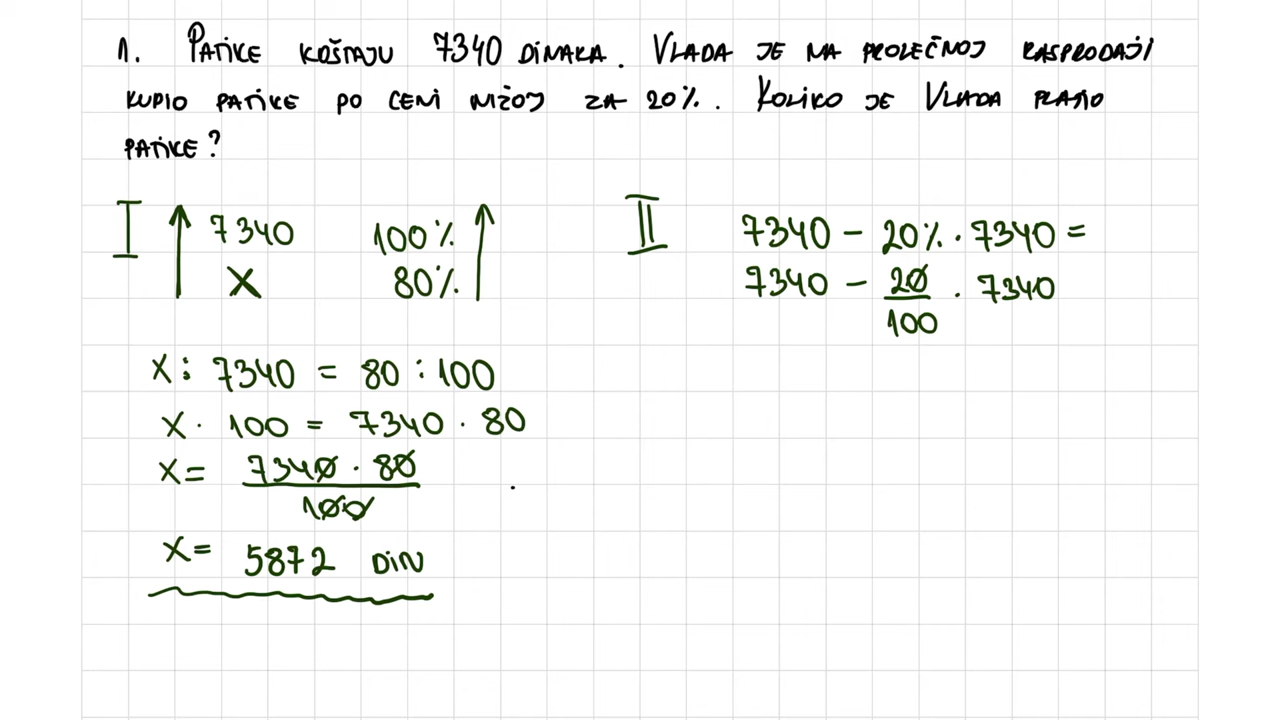 1. PATIKE KOŠTAJU 7340 DINARA. VLADA JE NA PROLEĆNOJ RASPRODAJI
KUPIO PATIKE PO CENI NIŽOJ ZA 20%. KOLIKO JE VLADA PLATIO
PATIKE?
I
7340 100%
X 80%
X : 7340 = 80 : 100
X · 100 = 7340 · 80
X = 7340 · 80
100
X = 5872 DIN
II
7340 - 20% · 7340 =
7340 - 20/100 · 7340